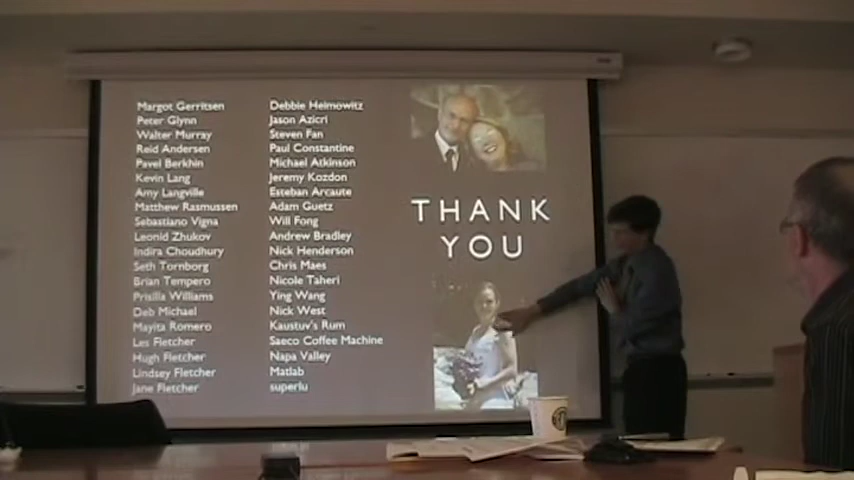 Margot Gerritsen
Peter Glynn
Walter Murray
Reid Andersen
Pavel Berkhin
Kevin Lang
Amy Langville
Matthew Rasmussen
Sebastiano Vigna
Leonid Zhukov
Indira Choudhury
Seth Tornborg
Brian Tempero
Prisilla Williams
Deb Michael
Mayita Romero
Les Fletcher
Hugh Fletcher
Lindsey Fletcher
Jane Fletcher
Debbie Heimowitz
Jason Azicri
Steven Fan
Paul Constantine
Michael Atkinson
Jeremy Kozdon
Esteban Arcaute
Adam Guetz
Will Fong
Andrew Bradley
Nick Henderson
Chris Maes
Nicole Taheri
Ying Wang
Nick West
Kaustuv's Rum
Saeco Coffee Machine
Napa Valley
Matlab
superlu
THANK
YOU